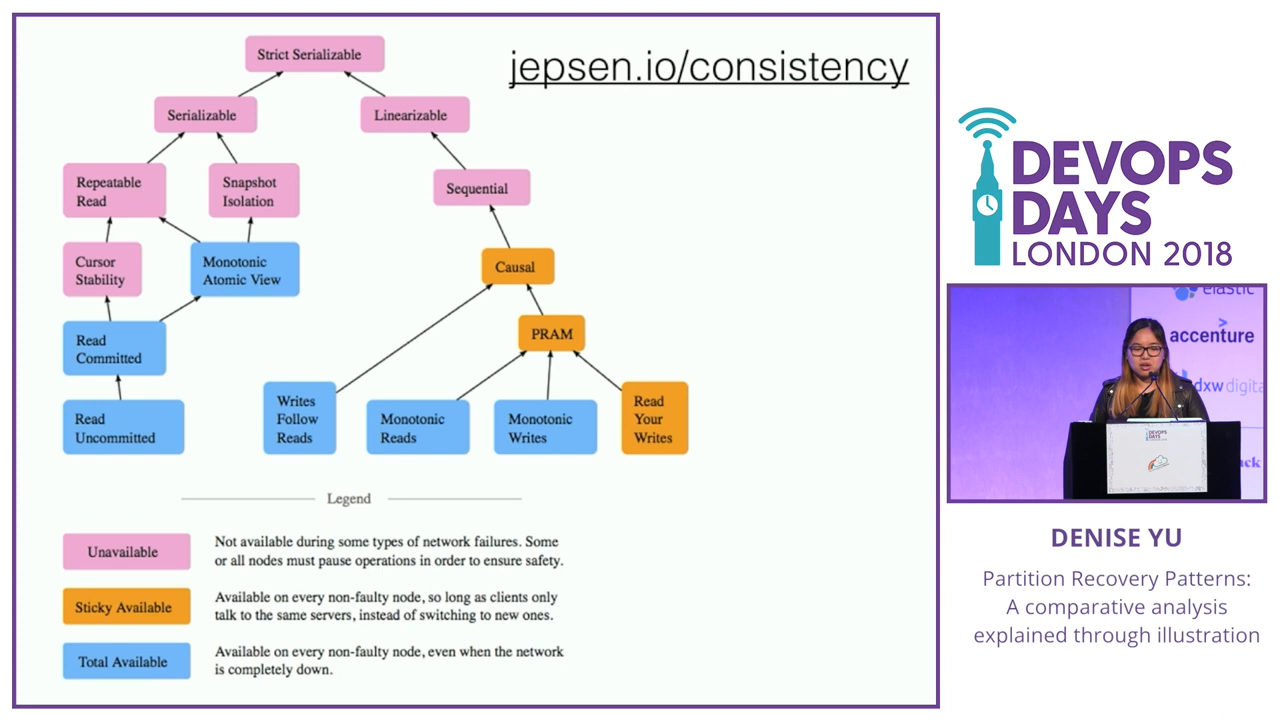 jepsen.io/consistency
Strict Serializable
Serializable
Linearizable
Repeatable
Read
Snapshot
Isolation
Sequential
Cursor
Stability
Monotonic
Atomic View
Causal
Read
Committed
PRAM
Read
Uncommitted
Writes
Follow
Reads
Monotonic
Reads
Monotonic
Writes
Read
Your
Writes
Legend
Unavailable
Not available during some types of network failures. Some
or all nodes must pause operations in order to ensure safety.
Sticky Available
Available on every non-faulty node, so long as clients only
talk to the same servers, instead of switching to new ones.
Total Available
Available on every non-faulty node, even when the network
is completely down.
DEVOPS
DAYS
LONDON 2018
elastic
>
accenture
dxw digita
DEVOPS
DAYS
DENISE YU
Partition Recovery Patterns:
A comparative analysis
explained through illustration